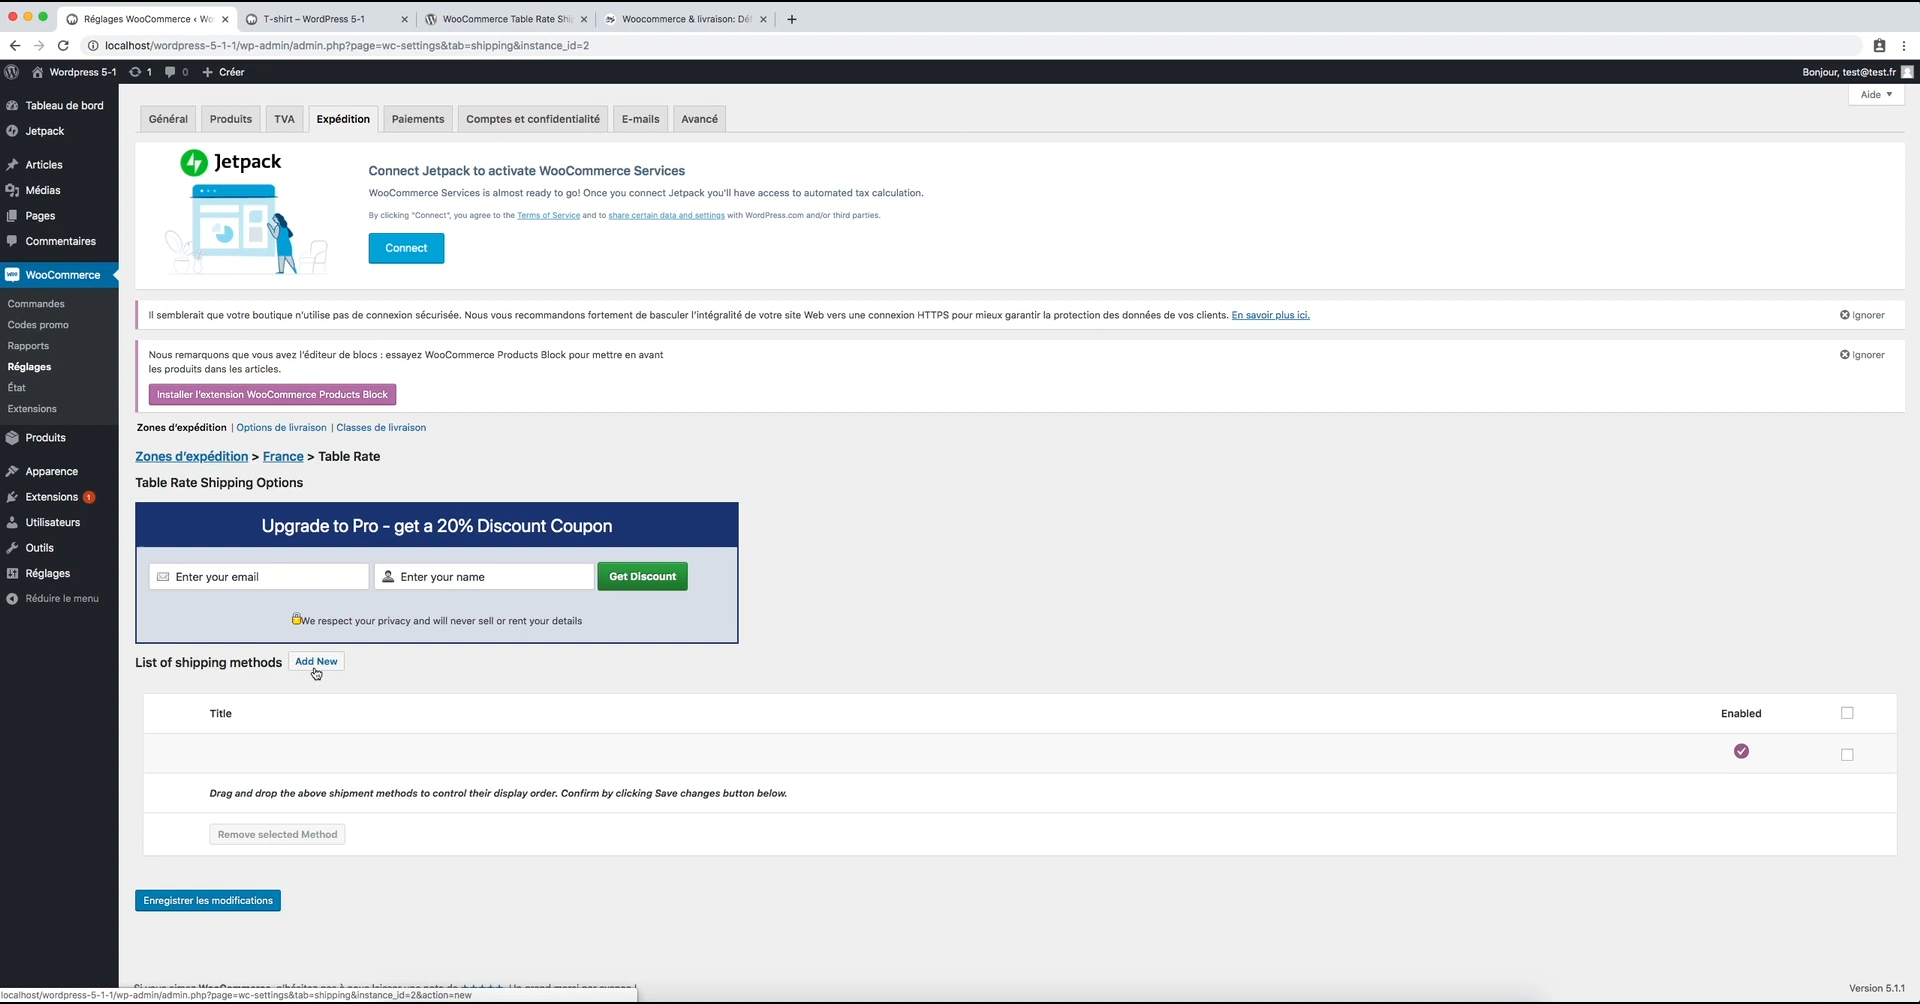 Réglages WooCommerce ‹ Wo
T-shirt – WordPress 5-1
WooCommerce Table Rate Ship
Woocommerce & livraison: Dé
localhost/wordpress-5-1-1/wp-admin/admin.php?page=wc-settings&tab=shipping&instance_id=2
Wordpress 5-1
1
0
Créer
Bonjour, test@test.fr
Aide
Tableau de bord
Jetpack
Articles
Médias
Pages
Commentaires
WooCommerce
Commandes
Codes promo
Rapports
Réglages
État
Extensions
Produits
Apparence
Extensions 1
Utilisateurs
Outils
Réglages
Réduire le menu
Général
Produits
TVA
Expédition
Paiements
Comptes et confidentialité
E-mails
Avancé
Jetpack
Connect Jetpack to activate WooCommerce Services
WooCommerce Services is almost ready to go! Once you connect Jetpack you'll have access to automated tax calculation.
By clicking "Connect", you agree to the Terms of Service and to share certain data and settings with WordPress.com and/or third parties.
Connect
Il semblerait que votre boutique n'utilise pas de connexion sécurisée. Nous vous recommandons fortement de basculer l'intégralité de votre site Web vers une connexion HTTPS pour mieux garantir la protection des données de vos clients. En savoir plus ici.
Ignorer
Nous remarquons que vous avez l'éditeur de blocs : essayez WooCommerce Products Block pour mettre en avant
les produits dans les articles.
Ignorer
Installer l'extension WooCommerce Products Block
Zones d'expédition | Options de livraison | Classes de livraison
Zones d'expédition > France > Table Rate
Table Rate Shipping Options
Upgrade to Pro - get a 20% Discount Coupon
Enter your email
Enter your name
Get Discount
We respect your privacy and will never sell or rent your details
List of shipping methods
Add New
Title
Enabled
Drag and drop the above shipment methods to control their display order. Confirm by clicking Save changes button below.
Remove selected Method
Enregistrer les modifications
Version 5.1.1
localhost/wordpress-5-1-1/wp-admin/admin.php?page=wc-settings&tab=shipping&instance_id=2&action=new